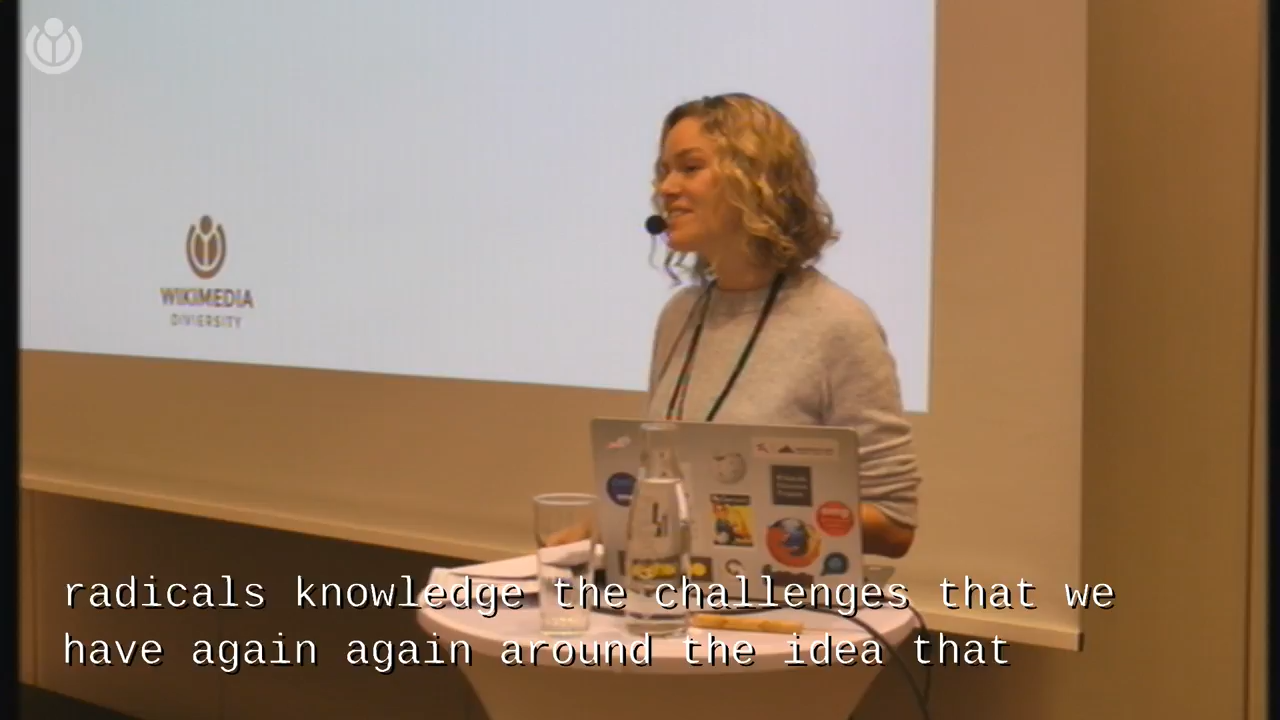 WIKIMEDIA
DIVERSITY
radicals knowledge the challenges that we
have again again around the idea that